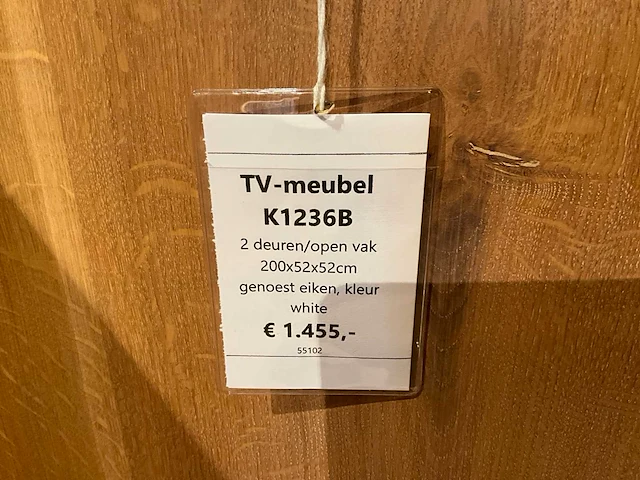 TV-meubel
K1236B
2 deuren/open vak
200x52x52cm
genoest eiken, kleur
white
€ 1.455,-
55102